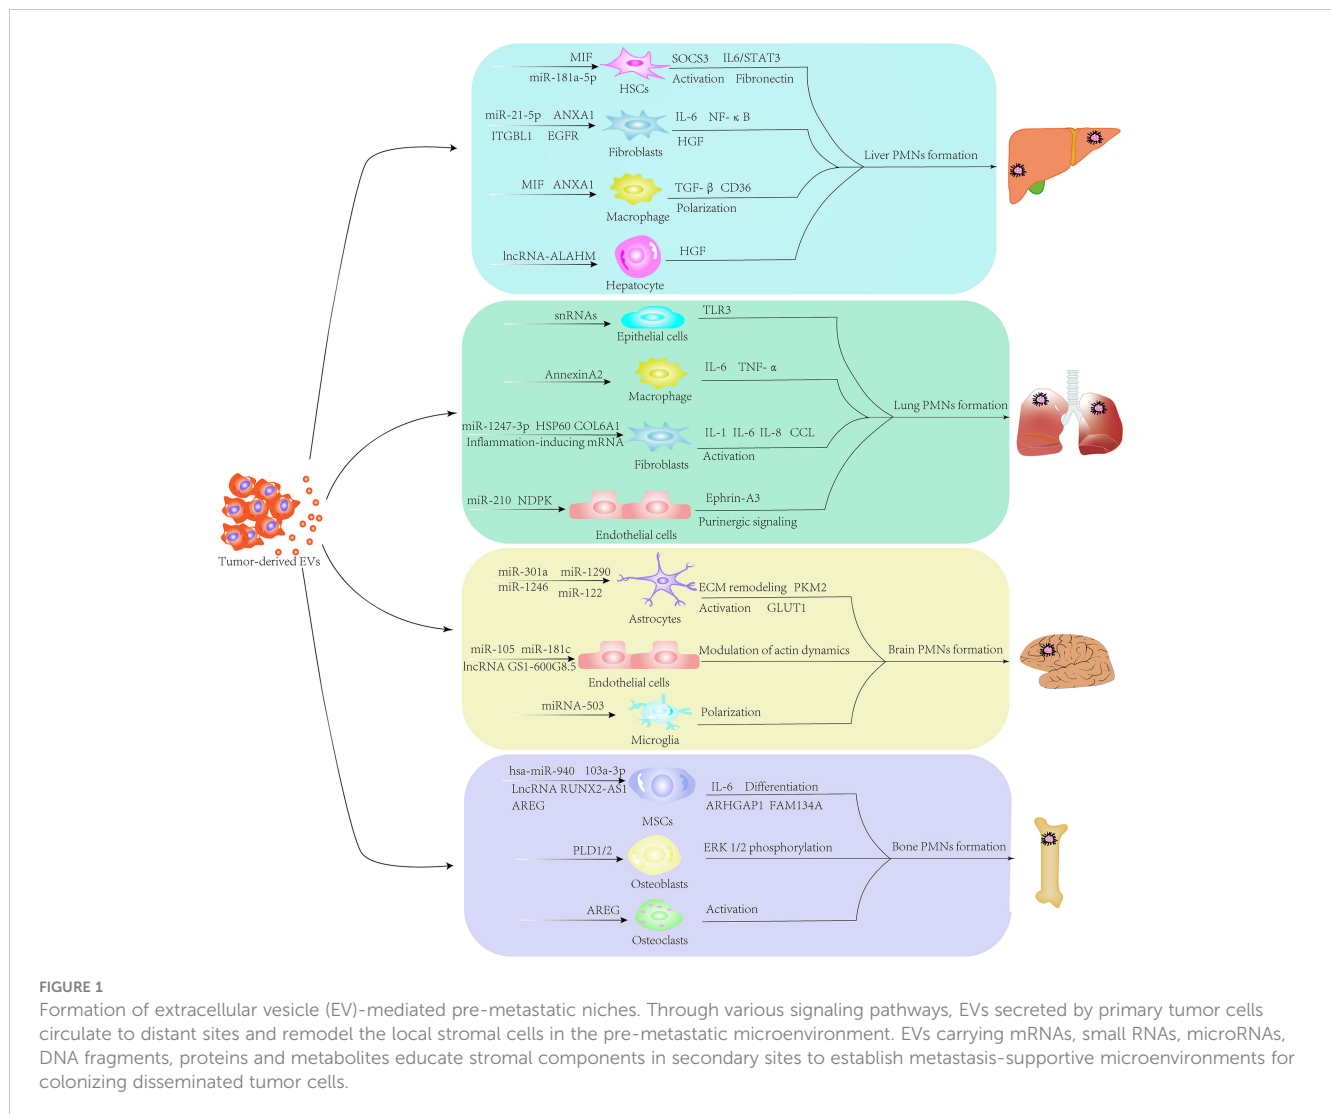 MIF
miR-181a-5p
HSCs
SOCS3 IL6/STAT3
Activation Fibronectin
miR-21-5p ANXA1
ITGBL1 EGFR
Fibroblasts
IL-6 NF- κ B
HGF
Liver PMNs formation
MIF ANXA1
Macrophage
TGF- β CD36
Polarization
lncRNA-ALAHM
Hepatocyte
HGF
snRNAs
Epithelial cells
TLR3
AnnexinA2
Macrophage
IL-6 TNF- α
Lung PMNs formation
miR-1247-3p HSP60 COL6A1
Inflammation-inducing mRNA
Fibroblasts
IL-1 IL-6 IL-8 CCL
Activation
miR-210 NDPK
Endothelial cells
Ephrin-A3
Purinergic signaling
Tumor-derived EVs
miR-301a miR-1290
miR-1246 miR-122
Astrocytes
ECM remodeling PKM2
Activation GLUT1
miR-105 miR-181c
lncRNA GS1-600G8.5
Endothelial cells
Modulation of actin dynamics
Brain PMNs formation
miRNA-503
Microglia
Polarization
hsa-miR-940 103a-3p
LncRNA RUNX2-AS1
AREG
MSCs
IL-6 Differentiation
ARHGAP1 FAM134A
PLD1/2
Osteoblasts
ERK 1/2 phosphorylation
Bone PMNs formation
AREG
Osteoclasts
Activation
FIGURE 1
Formation of extracellular vesicle (EV)-mediated pre-metastatic niches. Through various signaling pathways, EVs secreted by primary tumor cells
circulate to distant sites and remodel the local stromal cells in the pre-metastatic microenvironment. EVs carrying mRNAs, small RNAs, microRNAs,
DNA fragments, proteins and metabolites educate stromal components in secondary sites to establish metastasis-supportive microenvironments for
colonizing disseminated tumor cells.